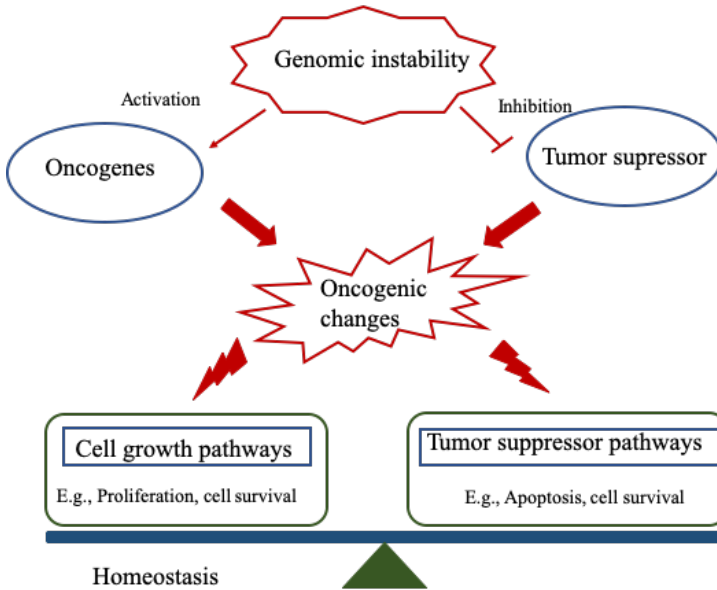 Genomic instability
Activation
Inhibition
Oncogenes
Tumor supressor
Oncogenic
changes
Cell growth pathways
Tumor suppressor pathways
E.g., Proliferation, cell survival
E.g., Apoptosis, cell survival
Homeostasis